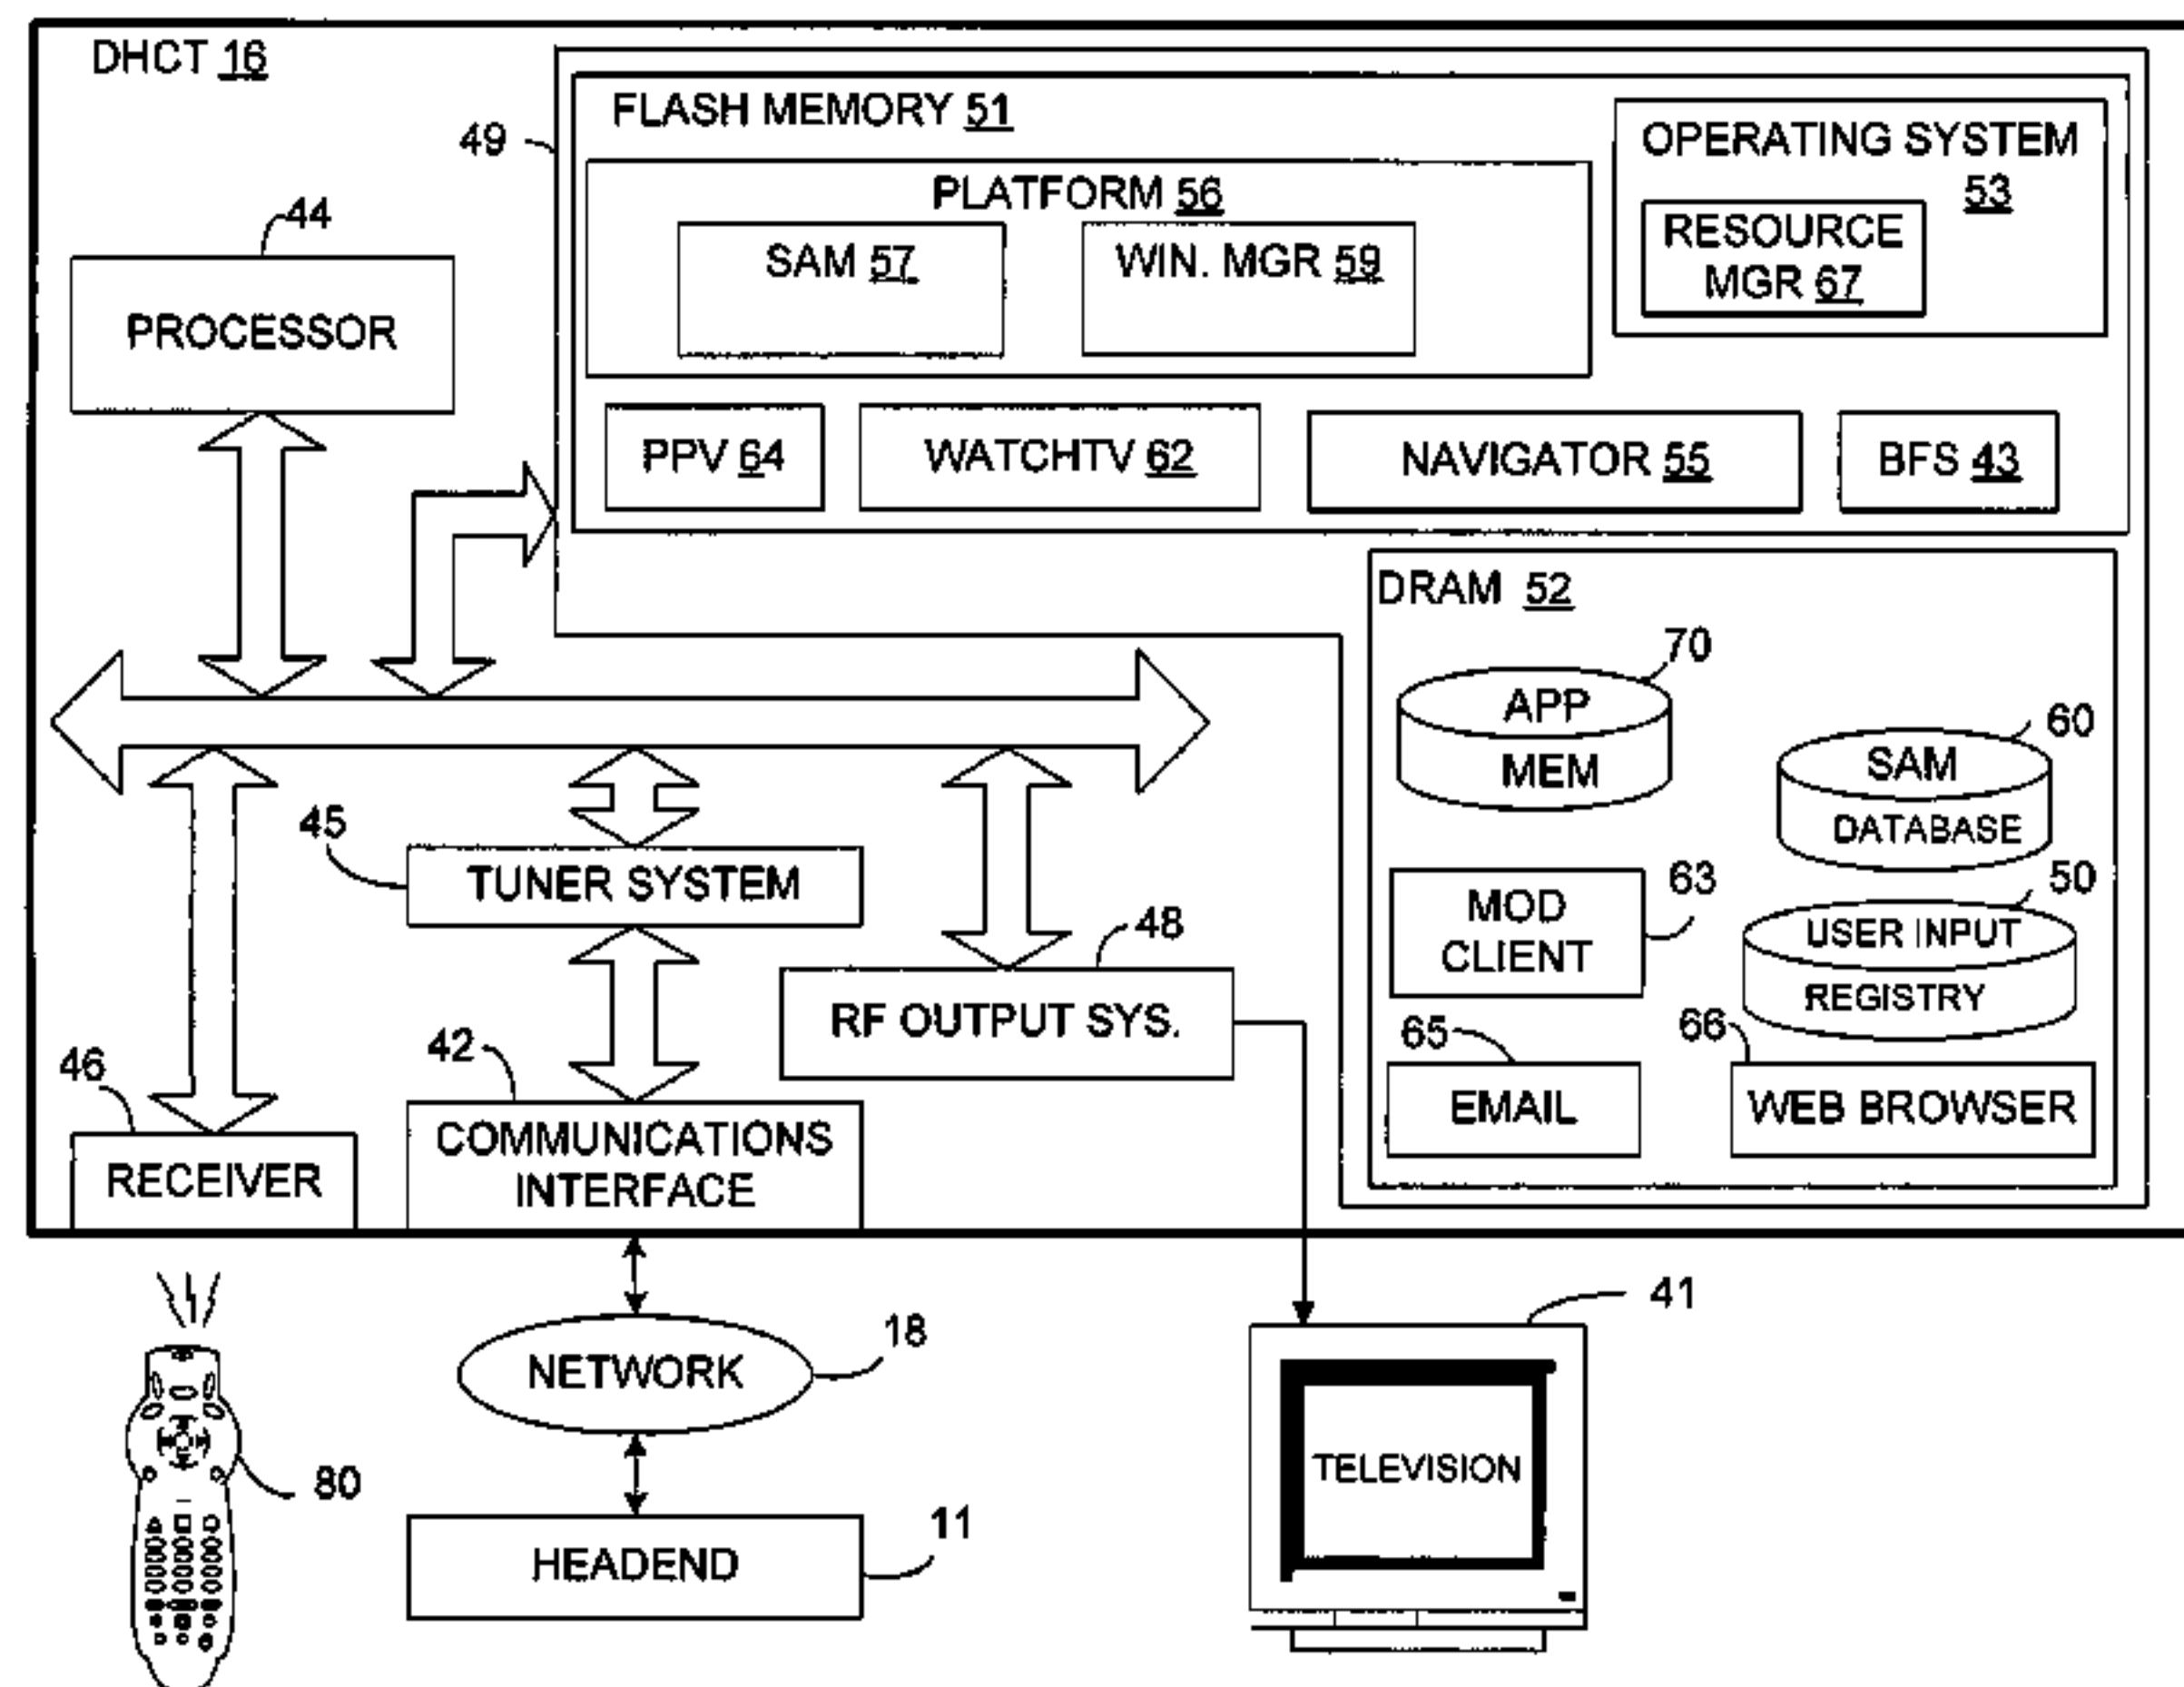 DHCT 16
FLASH MEMORY 51
49
OPERATING SYSTEM
53
PLATFORM 56
SAM 57
WIN. MGR 59
RESOURCE
MGR 67
44
PROCESSOR
PPV 64
WATCHTV 62
NAVIGATOR 55
BFS 43
DRAM 52
70
APP
MEM
60
SAM
DATABASE
45
TUNER SYSTEM
63
MOD
CLIENT
50
USER INPUT
REGISTRY
48
RF OUTPUT SYS.
65
EMAIL
66
WEB BROWSER
46
RECEIVER
42
COMMUNICATIONS
INTERFACE
18
NETWORK
41
TELEVISION
80
11
HEADEND